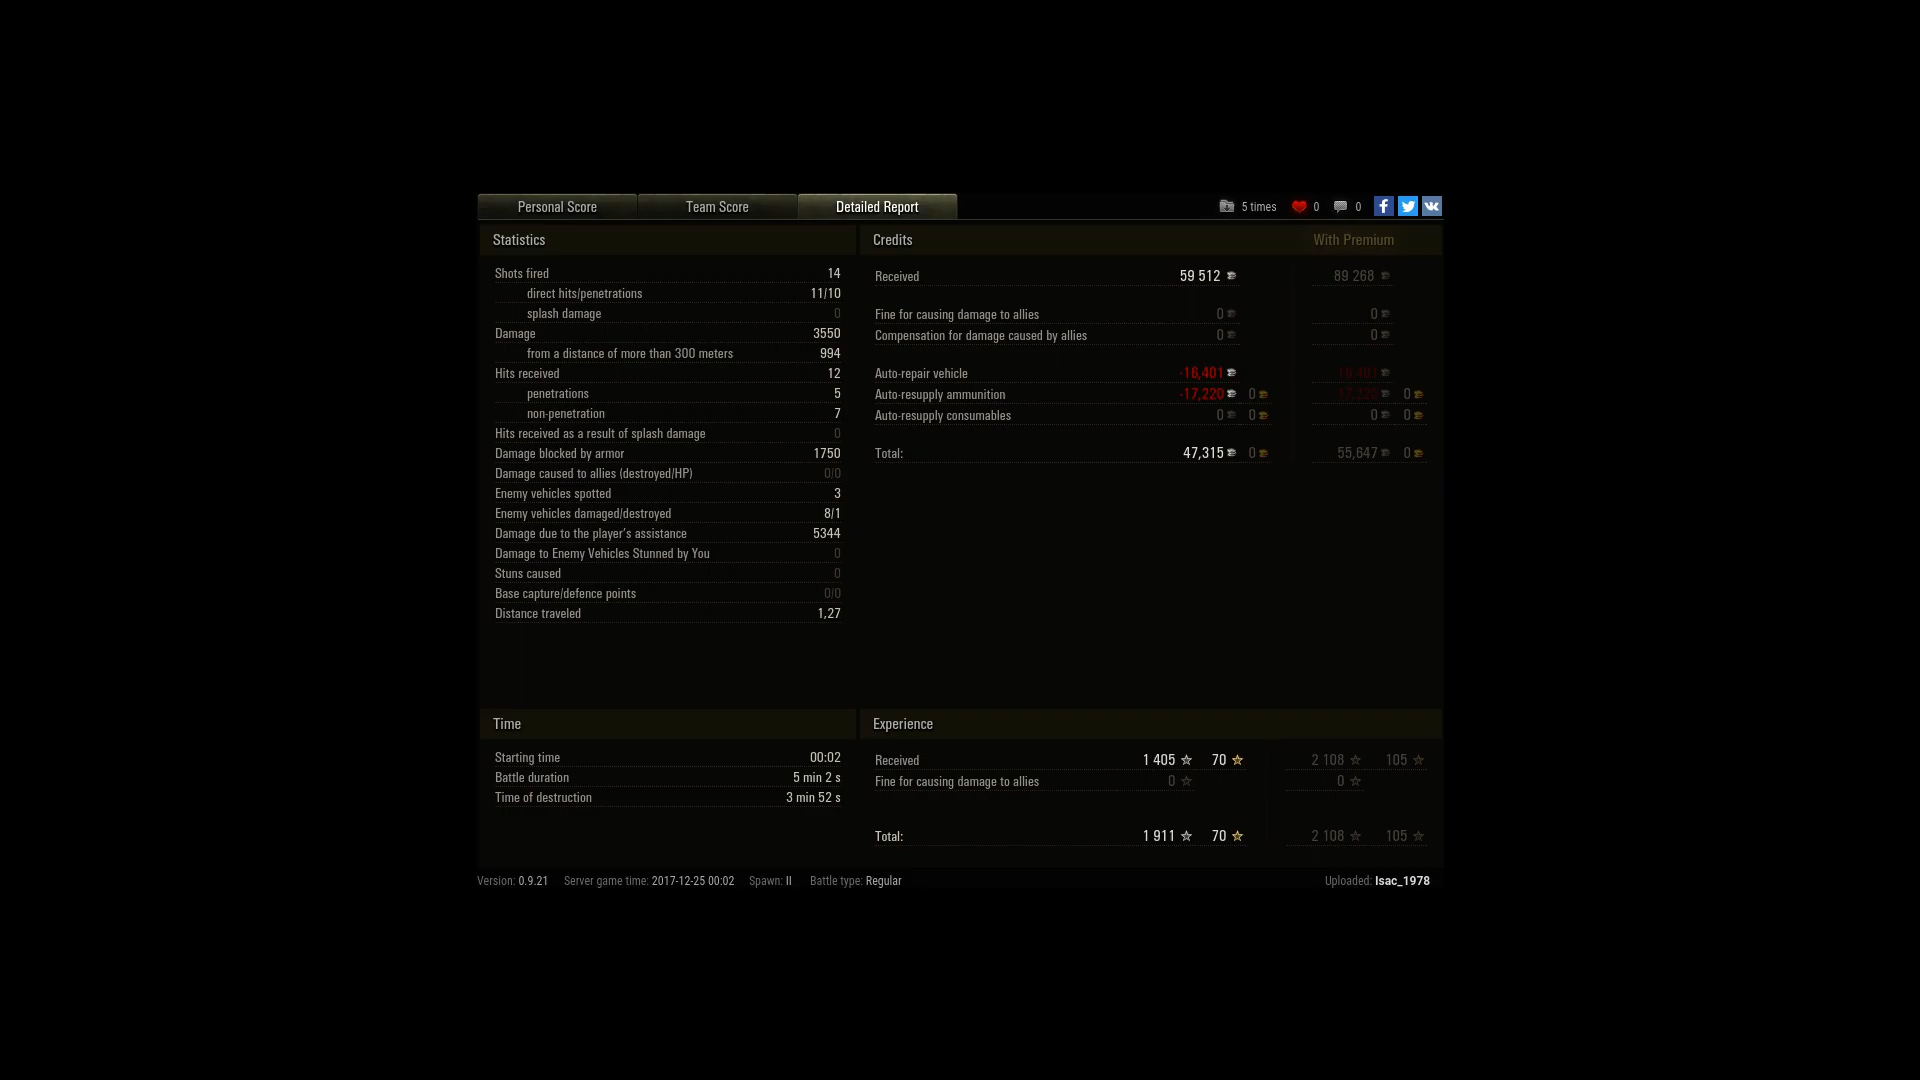 Personal Score Team Score Detailed Report 5 times 0 0
Statistics
Shots fired 14
direct hits/penetrations 11/10
splash damage 0
Damage 3550
from a distance of more than 300 meters 994
Hits received 12
penetrations 5
non-penetration 7
Hits received as a result of splash damage 0
Damage blocked by armor 1750
Damage caused to allies (destroyed/HP) 0/0
Enemy vehicles spotted 3
Enemy vehicles damaged/destroyed 8/1
Damage due to the player's assistance 5344
Damage to Enemy Vehicles Stunned by You 0
Stuns caused 0
Base capture/defence points 0/0
Distance traveled 1,27
Credits With Premium
Received 59 512 89 268
Fine for causing damage to allies 0 0
Compensation for damage caused by allies 0 0
Auto-repair vehicle -16,401 -16,401
Auto-resupply ammunition -17,220 0 -17,220 0
Auto-resupply consumables 0 0 0 0
Total: 47,315 0 55,647 0
Time
Starting time 00:02
Battle duration 5 min 2 s
Time of destruction 3 min 52 s
Experience
Received 1 405 70 2 108 105
Fine for causing damage to allies 0 0
Total: 1 911 70 2 108 105
Version: 0.9.21 Server game time: 2017-12-25 00:02 Spawn: II Battle type: Regular Uploaded: Isac_1978